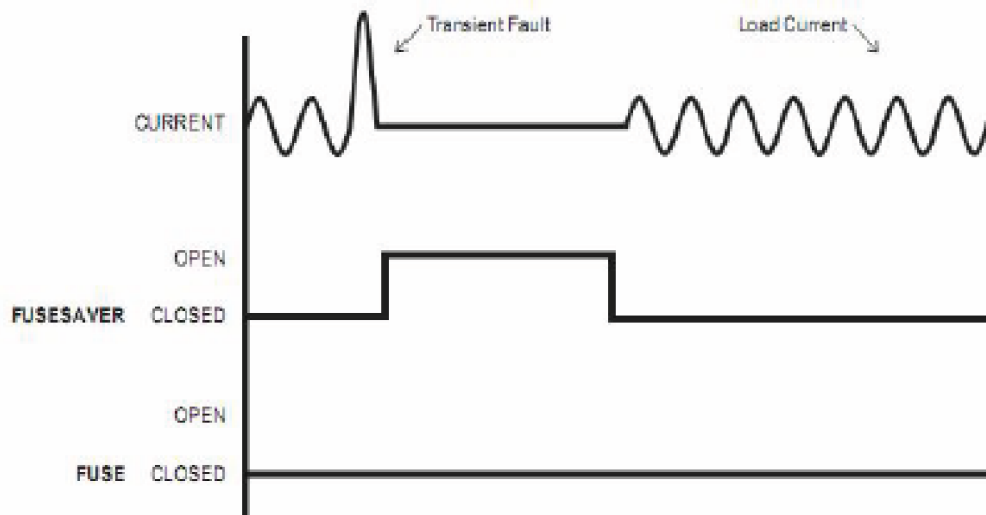 Transient Fault
Load Current
CURRENT
OPEN
FUSESAVER CLOSED
OPEN
FUSE CLOSED